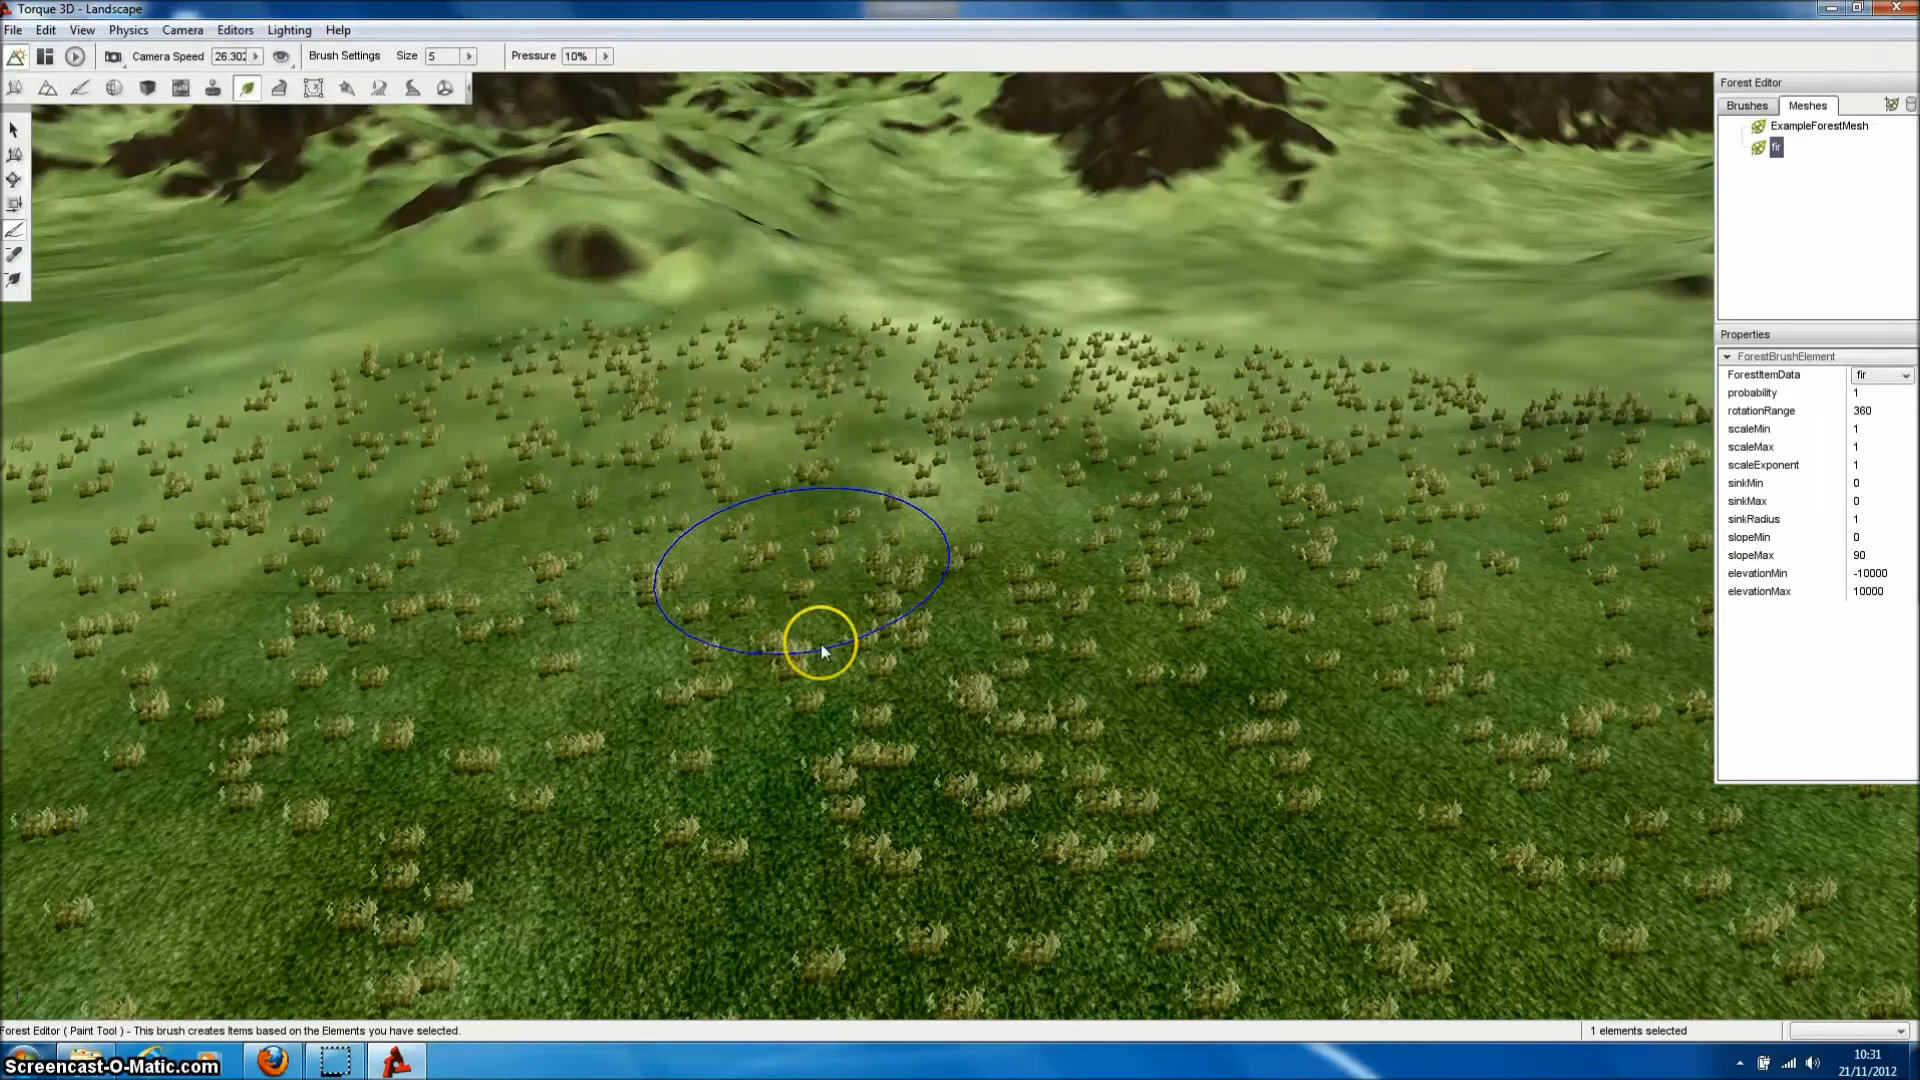 Torque 3D - Landscape
File Edit View Physics Camera Editors Lighting Help
Camera Speed 26.302 Brush Settings Size 5 Pressure 10%
Forest Editor
Brushes Meshes
ExampleForestMesh
fir
Properties
ForestBrushElement
ForestItemData fir
probability 1
rotationRange 360
scaleMin 1
scaleMax 1
scaleExponent 1
sinkMin 0
sinkMax 0
sinkRadius 1
slopeMin 0
slopeMax 90
elevationMin -10000
elevationMax 10000
Forest Editor ( Paint Tool ) - This brush creates Items based on the Elements you have selected.
1 elements selected
Screencast-O-Matic.com
10:31
21/11/2012